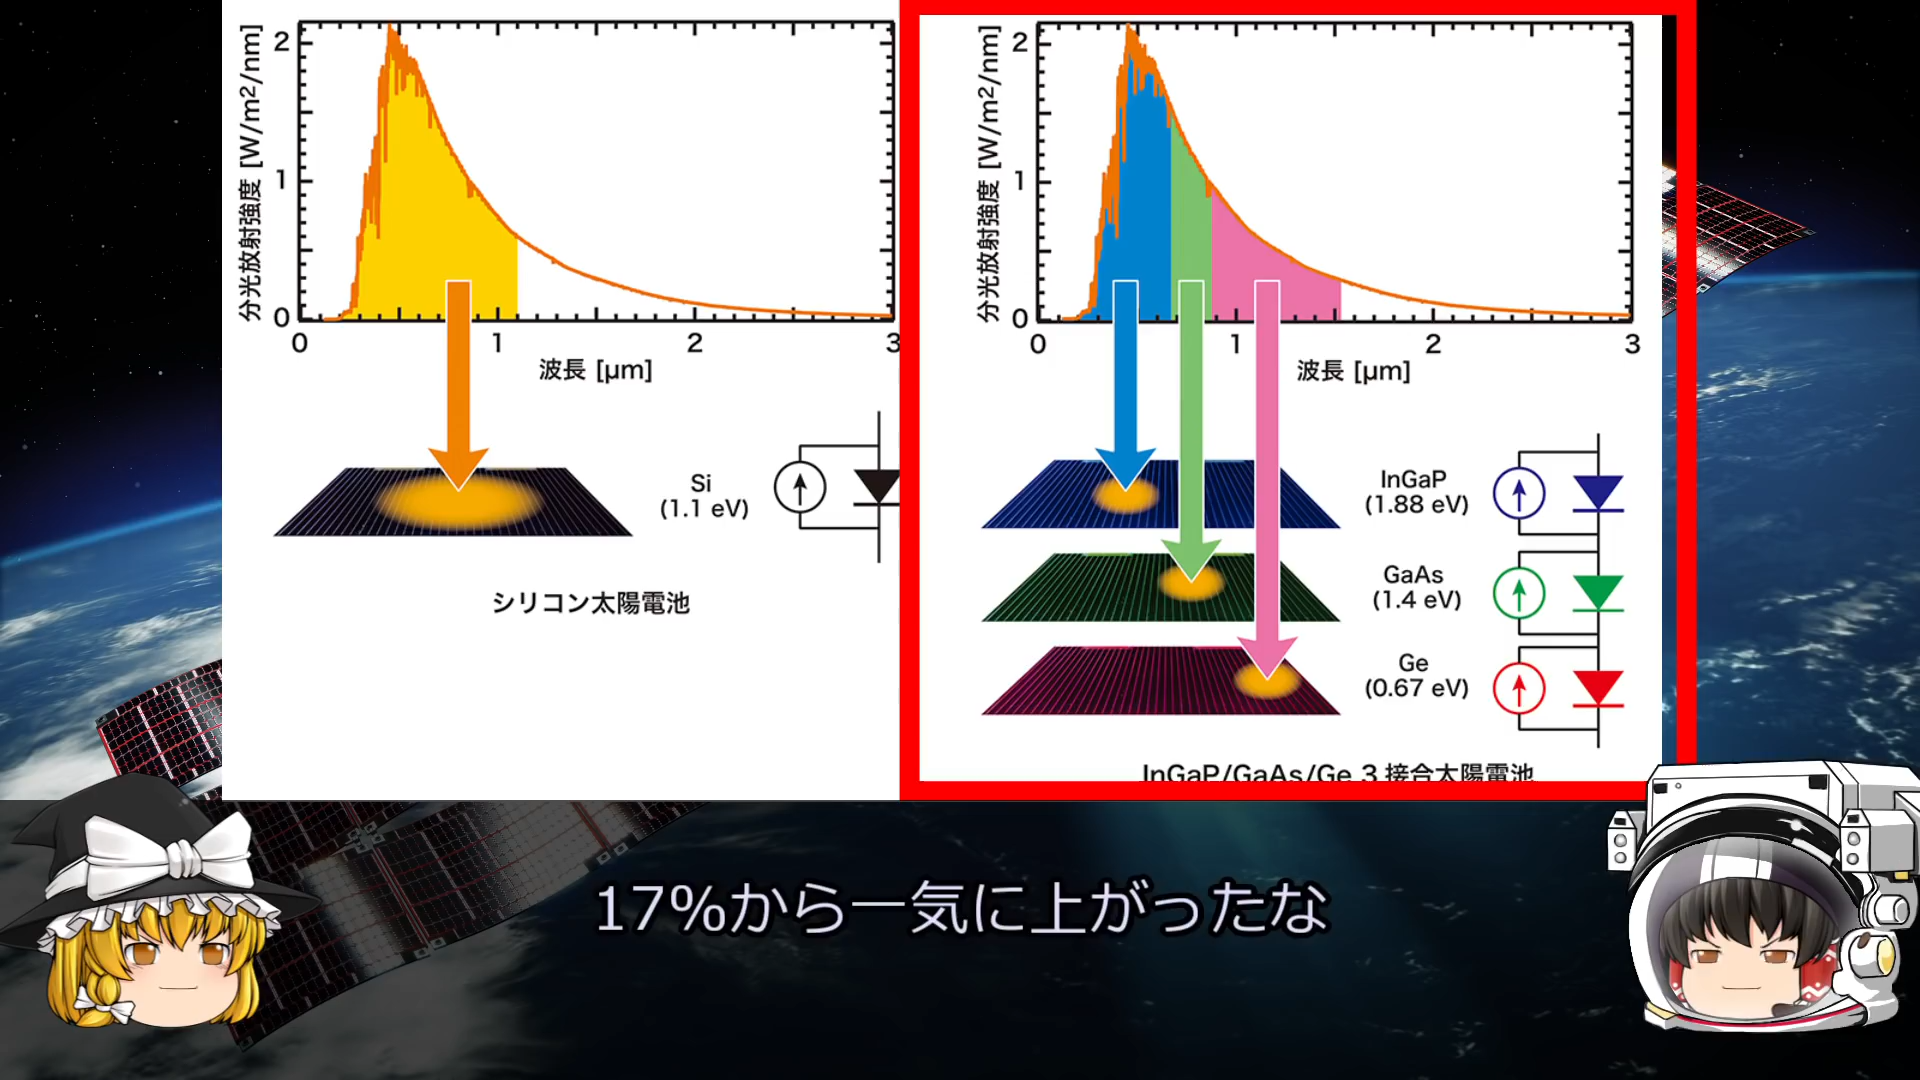 分光放射強度 [W/m2/nm]
2
1
0
0 1 2 3
波長 [μm]
Si
(1.1 eV)
シリコン太陽電池
分光放射強度 [W/m2/nm]
2
1
0
0 1 2 3
波長 [μm]
InGaP
(1.88 eV)
GaAs
(1.4 eV)
Ge
(0.67 eV)
InGaP/GaAs/Ge 3 接合太陽電池
17%から一気に上がったな